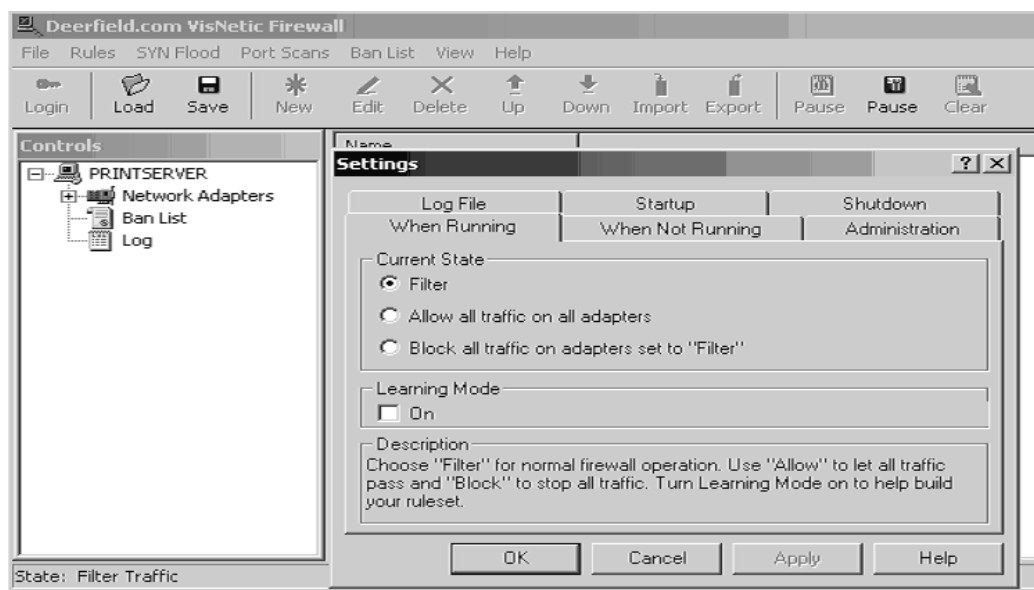 Deerfield.com VisNetic Firewall
File Rules SYN Flood Port Scans Ban List View Help
Login Load Save New Edit Delete Up Down Import Export Pause Pause Clear
Controls
PRINTSERVER
Network Adapters
Ban List
Log
Name
Settings
Log File Startup Shutdown
When Running When Not Running Administration
Current State
Filter
Allow all traffic on all adapters
Block all traffic on adapters set to "Filter"
Learning Mode
On
Description
Choose "Filter" for normal firewall operation. Use "Allow" to let all traffic
pass and "Block" to stop all traffic. Turn Learning Mode on to help build
your ruleset.
OK Cancel Apply Help
State: Filter Traffic